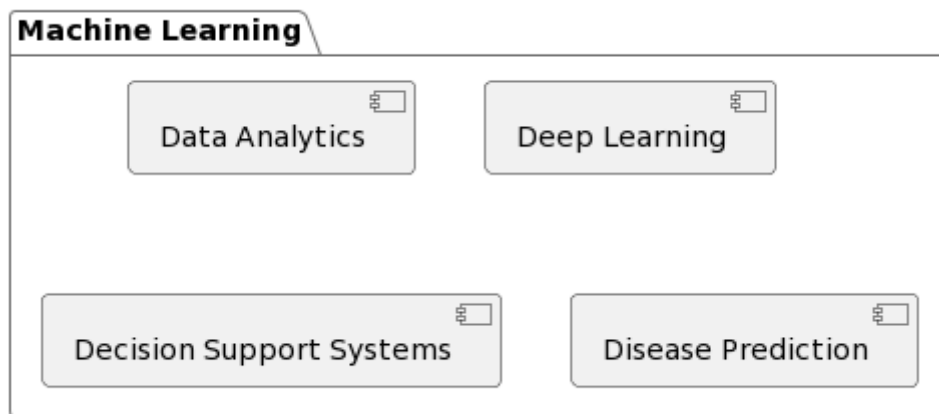 Machine Learning
Data Analytics
Deep Learning
Decision Support Systems
Disease Prediction